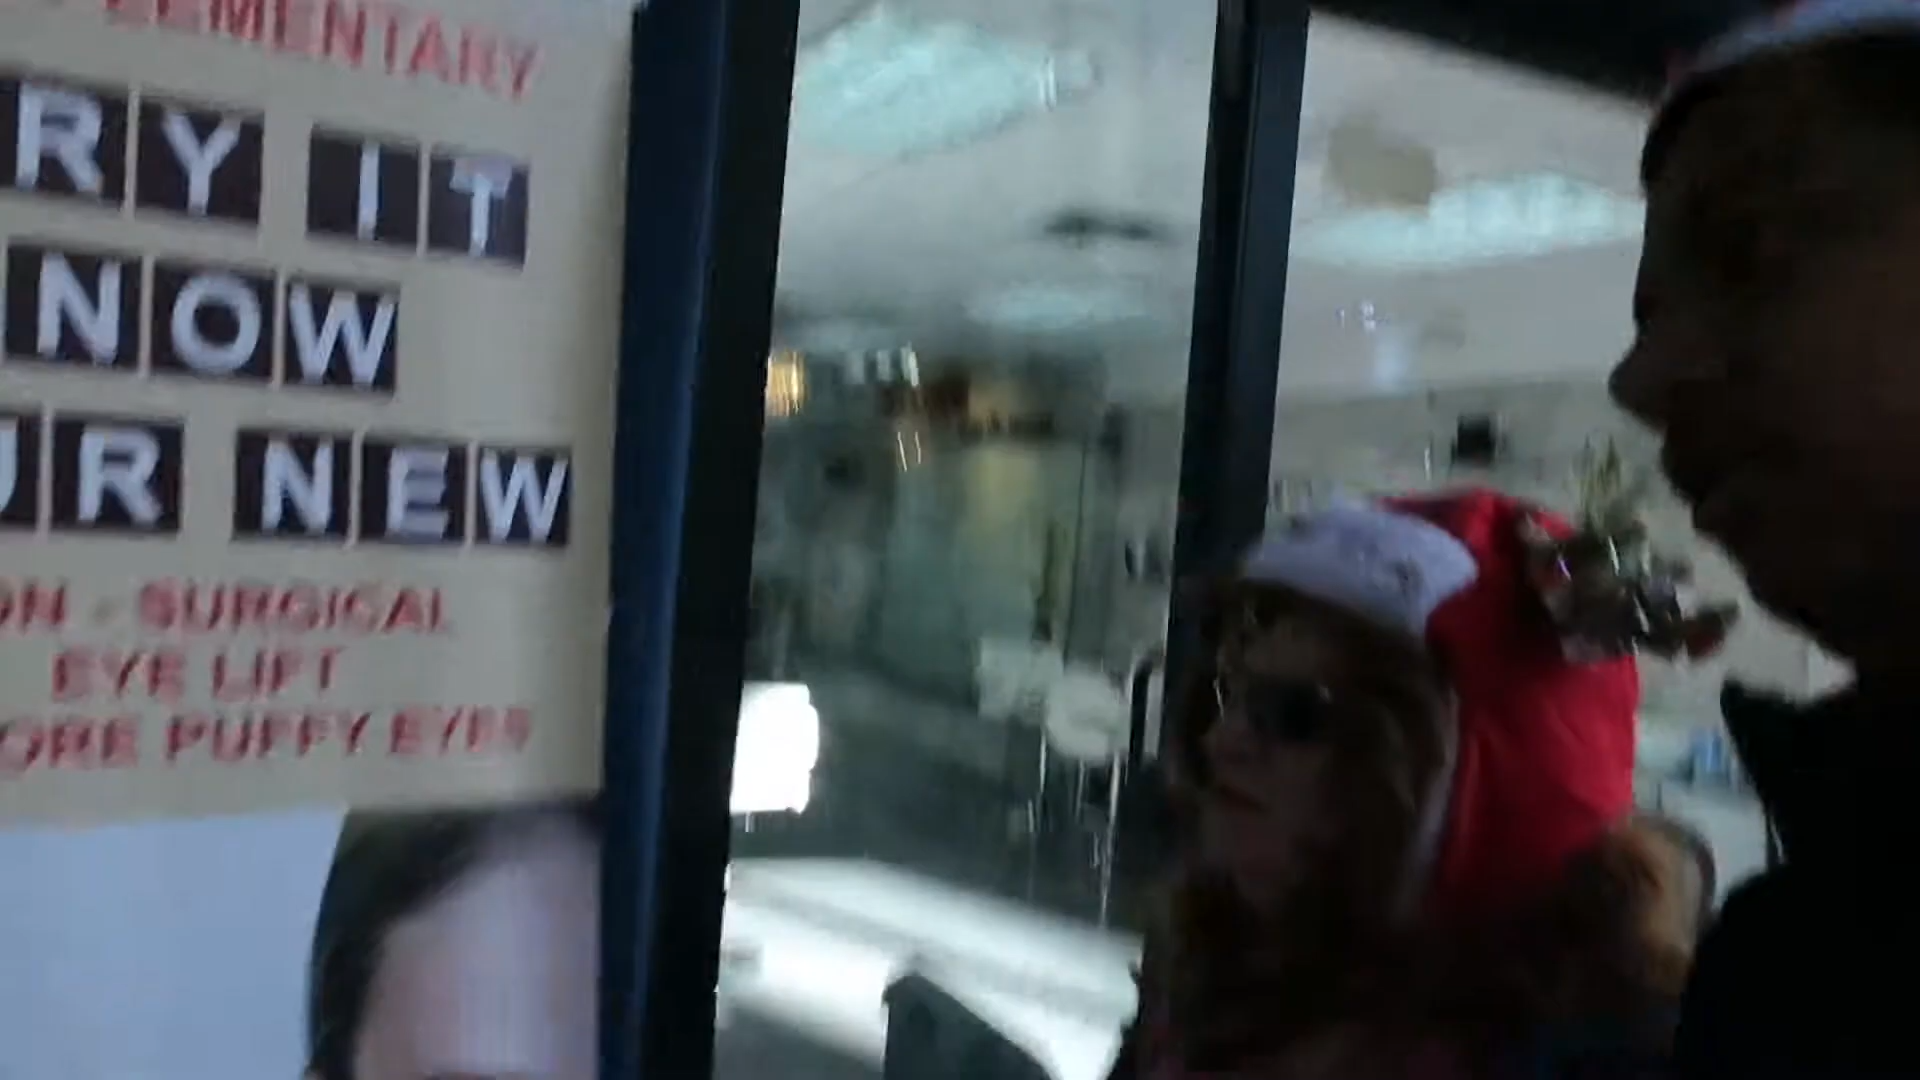 EMENTARY
RY IT
NOW
UR NEW
ON - SURGICAL
EYE LIFT
ORE PUFFY EYES